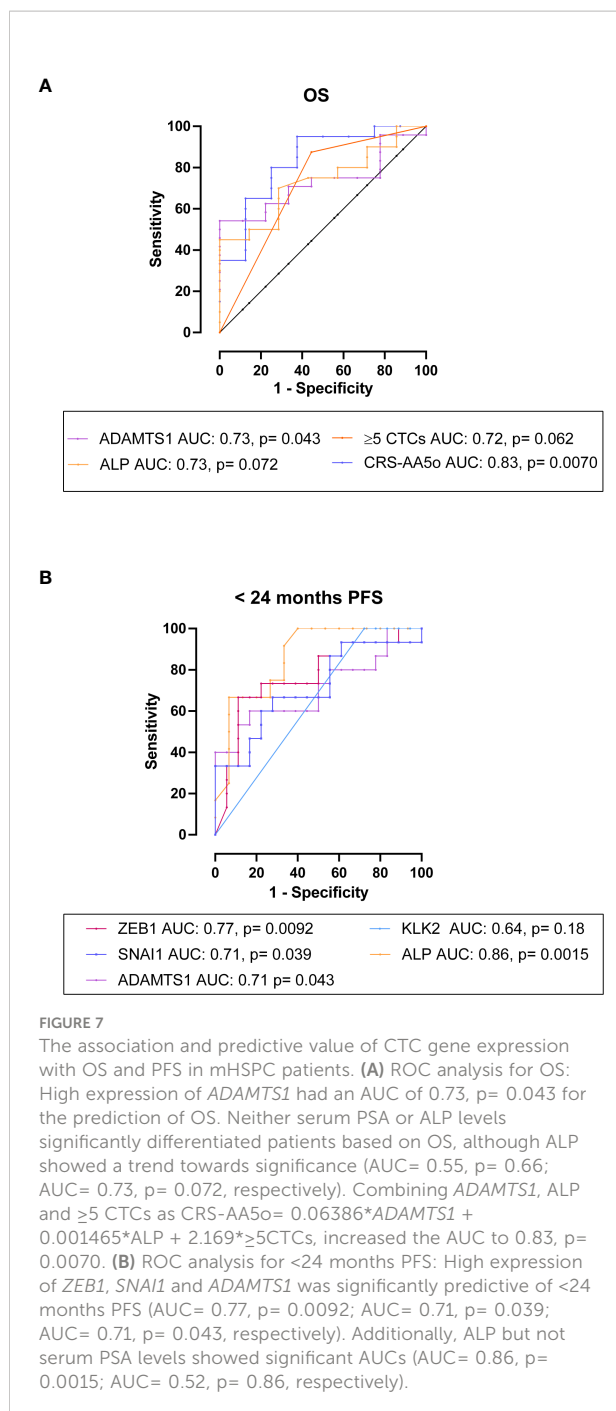 A
OS
100
80
60
40
20
0
Sensitivity
0 20 40 60 80 100
1 - Specificity
ADAMTS1 AUC: 0.73, p= 0.043
≥5 CTCs AUC: 0.72, p= 0.062
ALP AUC: 0.73, p= 0.072
CRS-AA5o AUC: 0.83, p= 0.0070
B
< 24 months PFS
100
80
60
40
20
0
Sensitivity
0 20 40 60 80 100
1 - Specificity
ZEB1 AUC: 0.77, p= 0.0092
KLK2 AUC: 0.64, p= 0.18
SNAI1 AUC: 0.71, p= 0.039
ALP AUC: 0.86, p= 0.0015
ADAMTS1 AUC: 0.71 p= 0.043
FIGURE 7
The association and predictive value of CTC gene expression
with OS and PFS in mHSPC patients. (A) ROC analysis for OS:
High expression of ADAMTS1 had an AUC of 0.73, p= 0.043 for
the prediction of OS. Neither serum PSA or ALP levels
significantly differentiated patients based on OS, although ALP
showed a trend towards significance (AUC= 0.55, p= 0.66;
AUC= 0.73, p= 0.072, respectively). Combining ADAMTS1, ALP
and ≥5 CTCs as CRS-AA5o= 0.06386*ADAMTS1 +
0.001465*ALP + 2.169*≥5CTCs, increased the AUC to 0.83, p=
0.0070. (B) ROC analysis for <24 months PFS: High expression
of ZEB1, SNAI1 and ADAMTS1 was significantly predictive of <24
months PFS (AUC= 0.77, p= 0.0092; AUC= 0.71, p= 0.039;
AUC= 0.71, p= 0.043, respectively). Additionally, ALP but not
serum PSA levels showed significant AUCs (AUC= 0.86, p=
0.0015; AUC= 0.52, p= 0.86, respectively).